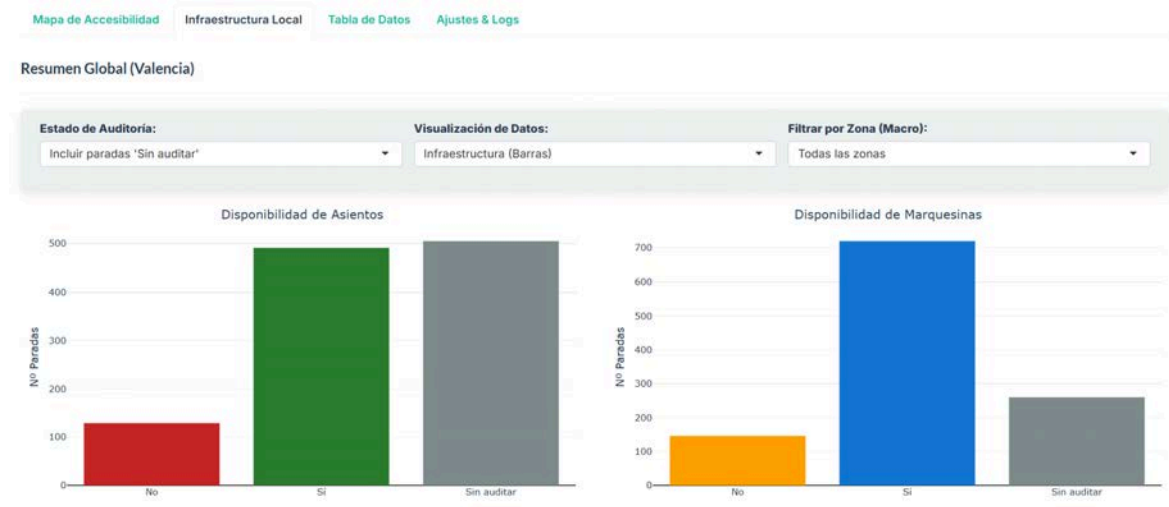 Mapa de Accesibilidad Infraestructura Local Tabla de Datos Ajustes & Logs
Resumen Global (Valencia)
Estado de Auditoría: Visualización de Datos: Filtrar por Zona (Macro):
Incluir paradas 'Sin auditar' Infraestructura (Barras) Todas las zonas
Disponibilidad de Asientos
Nº Paradas
500
400
300
200
100
0
No Sí Sin auditar
Disponibilidad de Marquesinas
Nº Paradas
700
600
500
400
300
200
100
0
No Sí Sin auditar